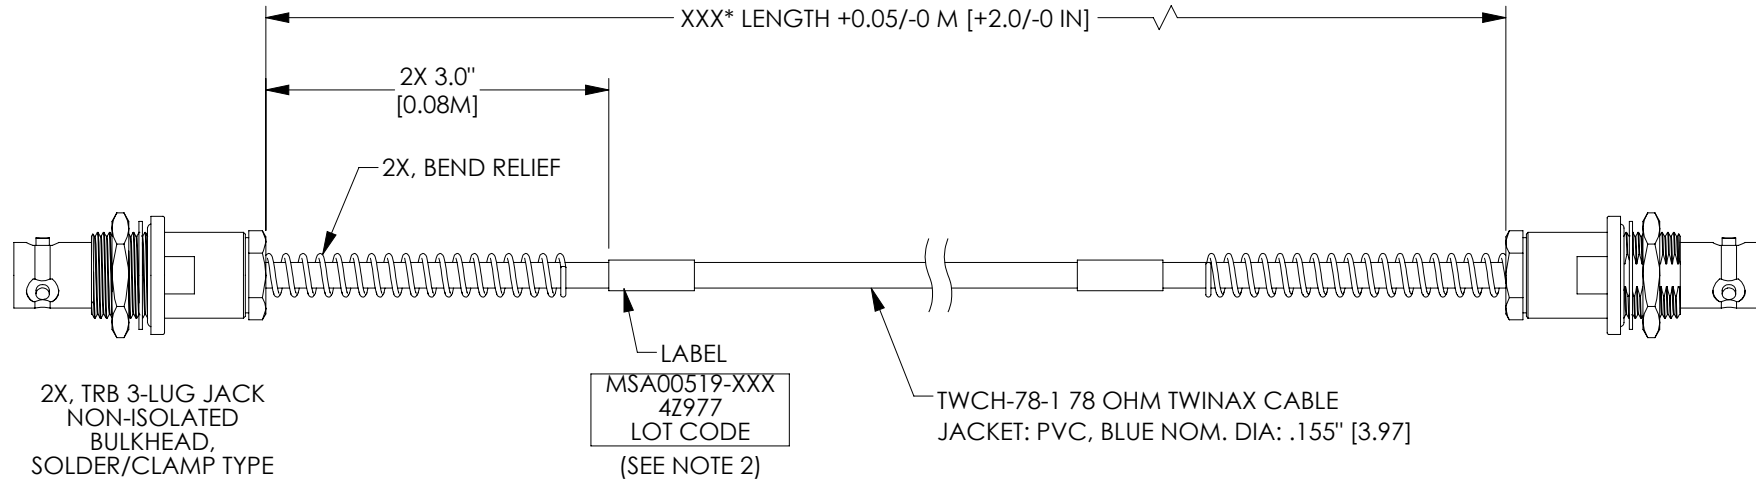 XXX* LENGTH +0.05/-0 M [+2.0/-0 IN]
2X 3.0"
[0.08M]
2X, BEND RELIEF
LABEL
MSA00519-XXX
4Z977
LOT CODE
(SEE NOTE 2)
2X, TRB 3-LUG JACK
NON-ISOLATED
BULKHEAD,
SOLDER/CLAMP TYPE
TWCH-78-1 78 OHM TWINAX CABLE
JACKET: PVC, BLUE NOM. DIA: .155" [3.97]